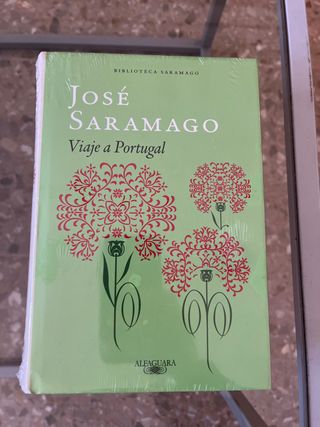 BIBLIOTECA SARAMAGO
JOSÉ
SARAMAGO
Viaje a Portugal
ALFAGUARA